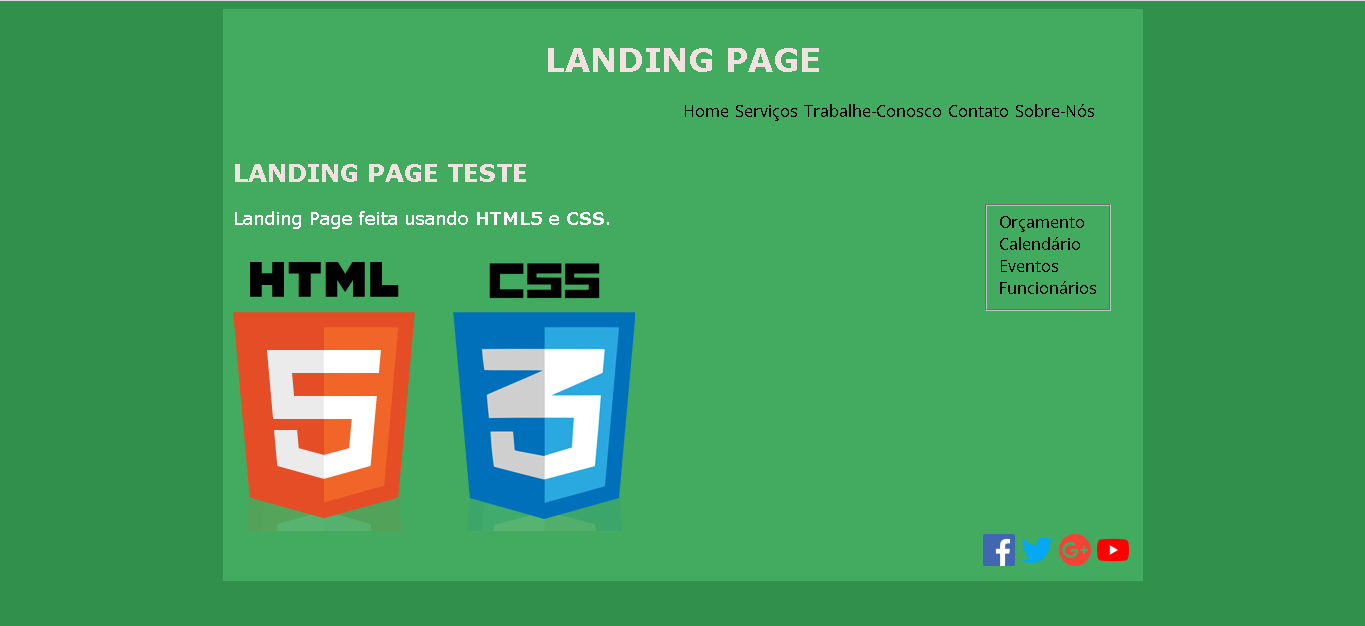 LANDING PAGE
Home Serviços Trabalhe-Conosco Contato Sobre-Nós
LANDING PAGE TESTE
Landing Page feita usando HTML5 e CSS.
Orçamento
Calendário
Eventos
Funcionários
HTML CSS
5 3
f G+